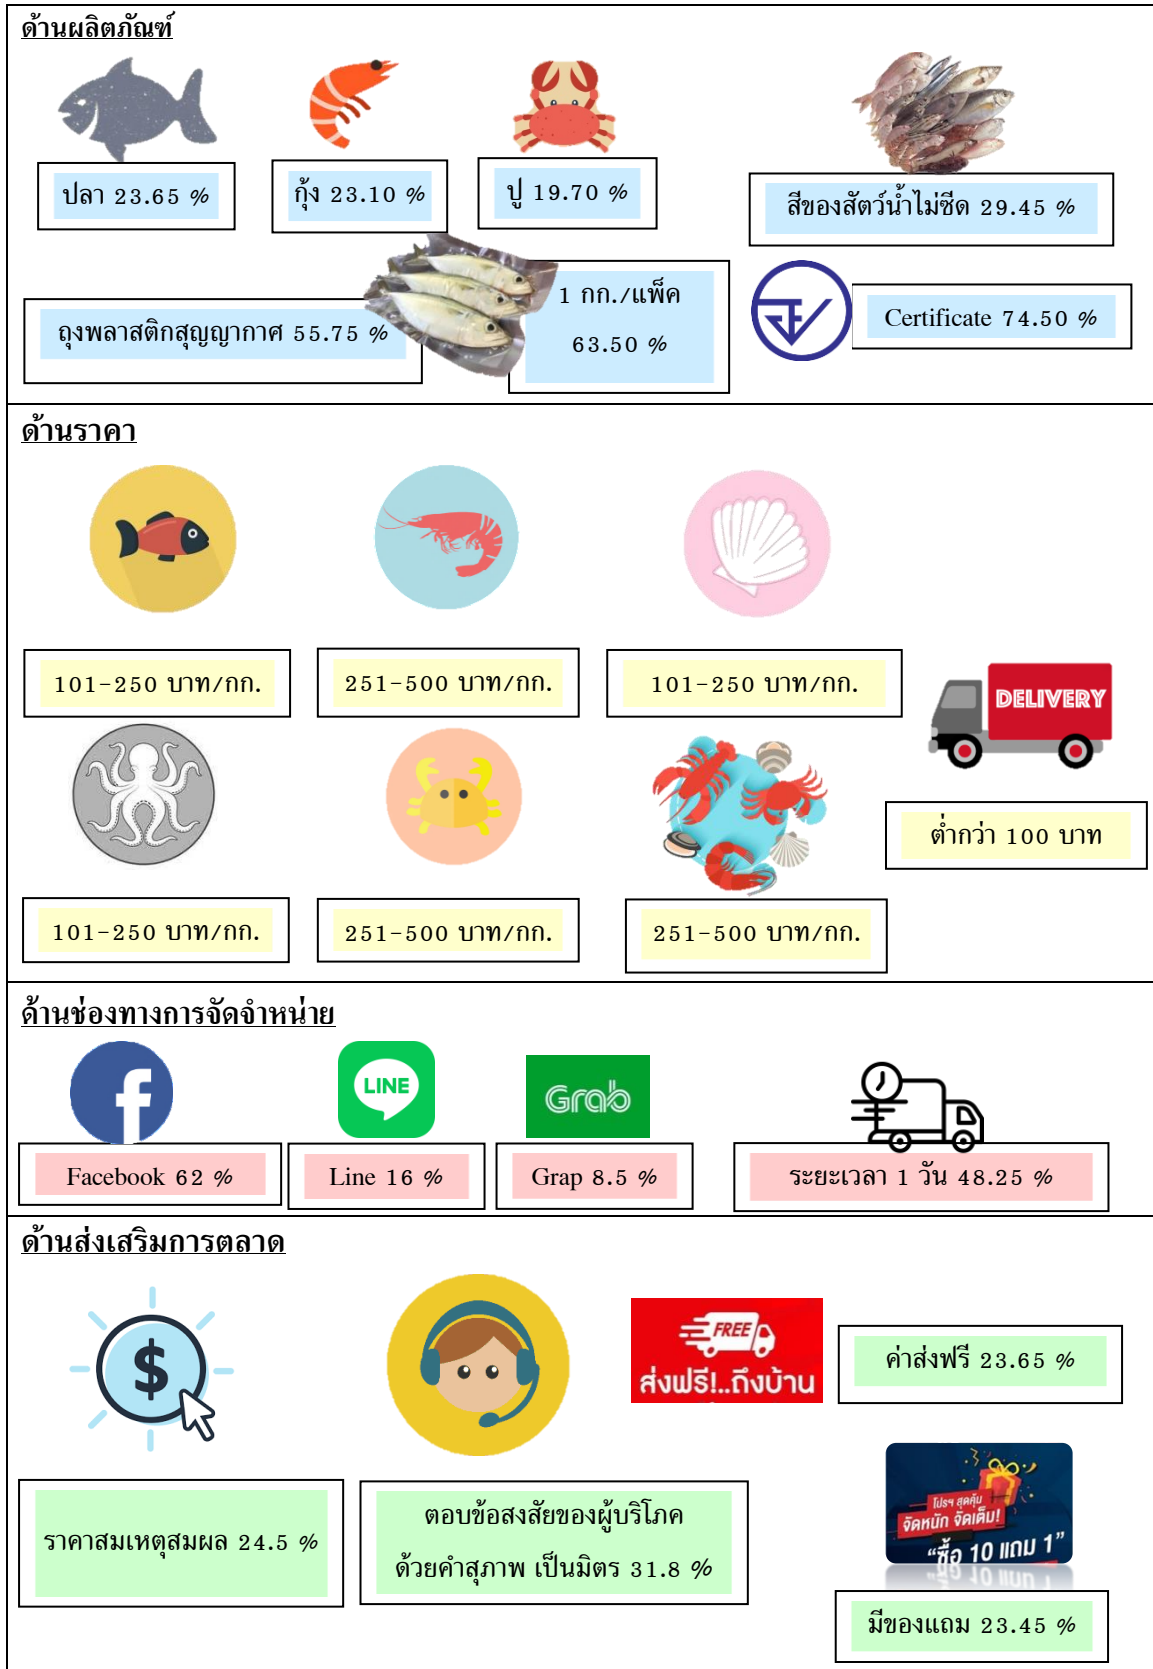 ด้านผลิตภัณฑ์
ปลา 23.65 %
กุ้ง 23.10 %
ปู 19.70 %
สีของสัตว์น้ำไม่ซีด 29.45 %
ถุงพลาสติกสุญญากาศ 55.75 %
1 กก./แพ็ค
63.50 %
Certificate 74.50 %
ด้านราคา
101-250 บาท/กก.
251-500 บาท/กก.
101-250 บาท/กก.
DELIVERY
ต่ำกว่า 100 บาท
101-250 บาท/กก.
251-500 บาท/กก.
251-500 บาท/กก.
ด้านช่องทางการจัดจำหน่าย
LINE
Grab
Facebook 62 %
Line 16 %
Grap 8.5 %
ระยะเวลา 1 วัน 48.25 %
ด้านส่งเสริมการตลาด
FREE
ส่งฟรี!..ถึงบ้าน
ค่าส่งฟรี 23.65 %
ราคาสมเหตุสมผล 24.5 %
ตอบข้อสงสัยของผู้บริโภค
ด้วยคำสุภาพ เป็นมิตร 31.8 %
โปรฯ สุดคุ้ม
จัดหนัก จัดเต็ม!
“ซื้อ 10 แถม 1”
มีของแถม 23.45 %